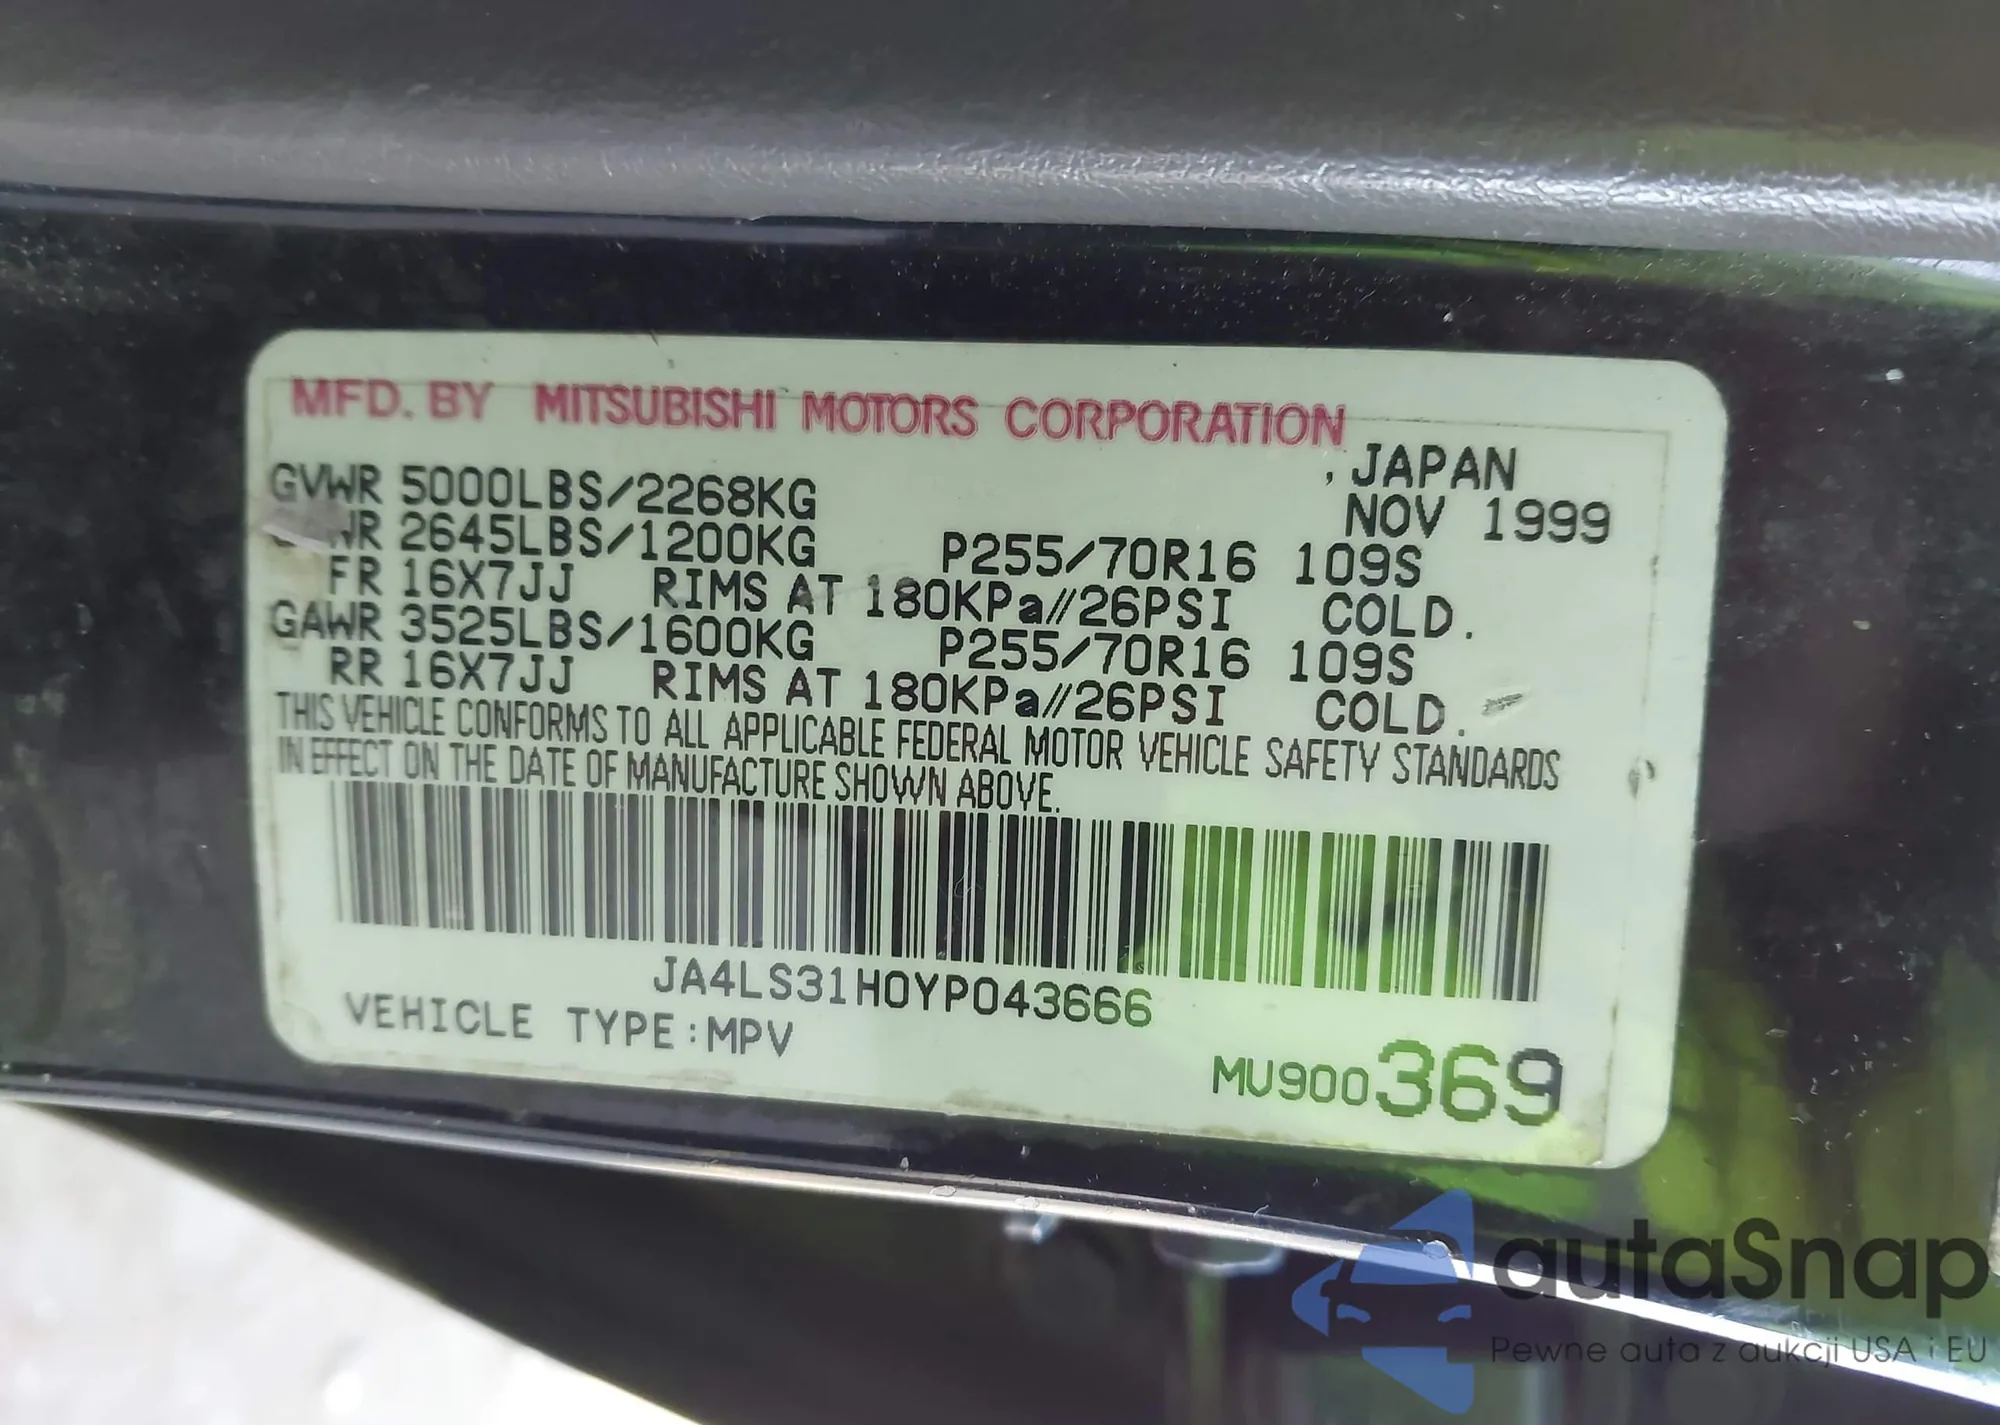 MFD. BY MITSUBISHI MOTORS CORPORATION
, JAPAN
GVWR 5000LBS/2268KG NOV 1999
2645LBS/1200KG P255/70R16 109S
FR 16X7JJ RIMS AT 180KPa//26PSI COLD.
GAWR 3525LBS/1600KG P255/70R16 109S
RR 16X7JJ RIMS AT 180KPa//26PSI COLD.
THIS VEHICLE CONFORMS TO ALL APPLICABLE FEDERAL MOTOR VEHICLE SAFETY STANDARDS
IN EFFECT ON THE DATE OF MANUFACTURE SHOWN ABOVE.
JA4LS31H0YP043666
VEHICLE TYPE:MPV
MU900369
autaSnap
Pewne auta z aukcji USA i EU